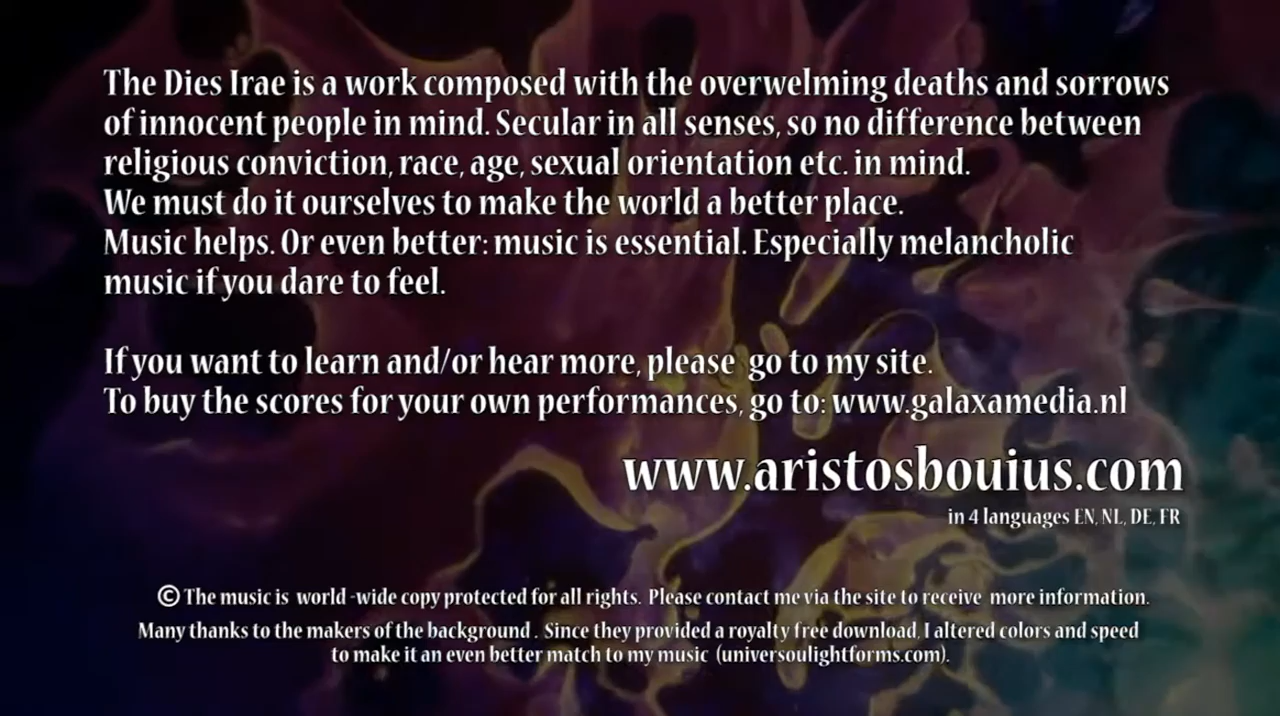 The Dies Irae is a work composed with the overwelming deaths and sorrows
of innocent people in mind. Secular in all senses, so no difference between
religious conviction, race, age, sexual orientation etc. in mind.
We must do it ourselves to make the world a better place.
Music helps. Or even better: music is essential. Especially melancholic
music if you dare to feel.
If you want to learn and/or hear more, please go to my site.
To buy the scores for your own performances, go to: www.galaxamedia.nl
www.aristosbouius.com
in 4 languages EN, NL, DE, FR
© The music is world -wide copy protected for all rights. Please contact me via the site to receive more information.
Many thanks to the makers of the background . Since they provided a royalty free download, I altered colors and speed
to make it an even better match to my music (universoulightforms.com).